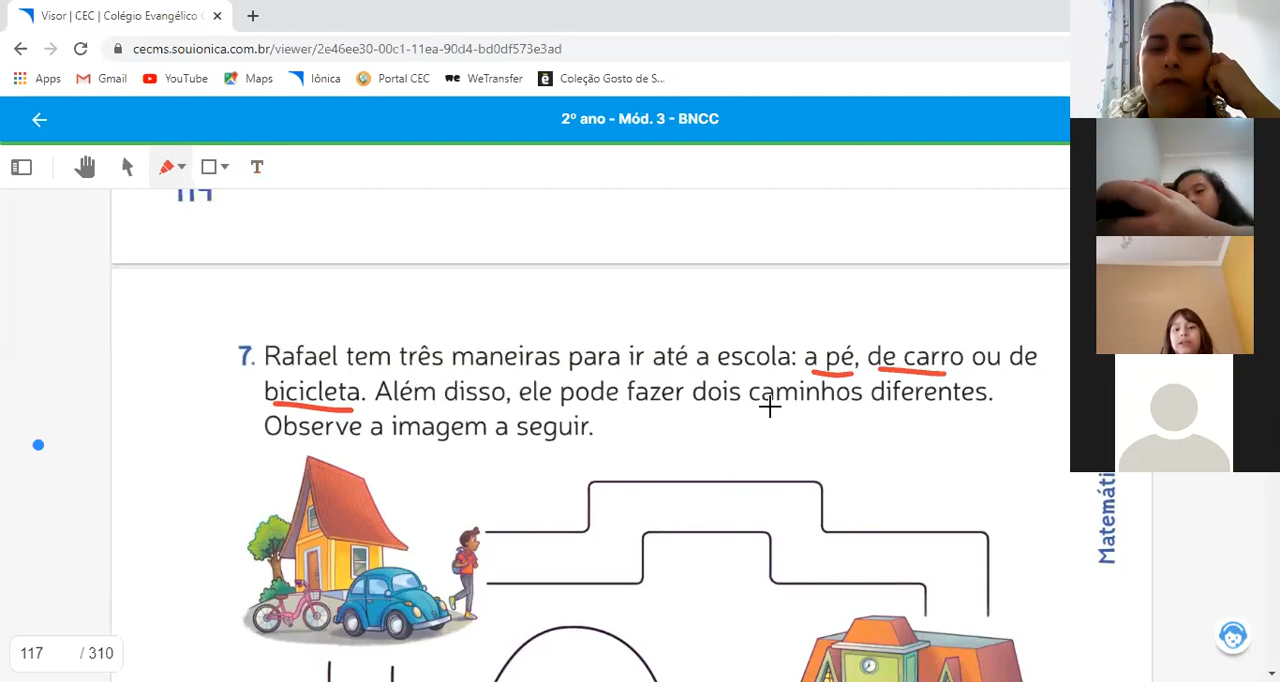 Visor | CEC | Colégio Evangélico
cecms.souionica.com.br/viewer/2e46ee30-00c1-11ea-90d4-bd0df573e3ad
Apps Gmail YouTube Maps Iônica Portal CEC WeTransfer Coleção Gosto de S...
2º ano - Mód. 3 - BNCC
T
114
7. Rafael tem três maneiras para ir até a escola: a pé, de carro ou de
bicicleta. Além disso, ele pode fazer dois caminhos diferentes.
Observe a imagem a seguir.
Matemáti
117 / 310